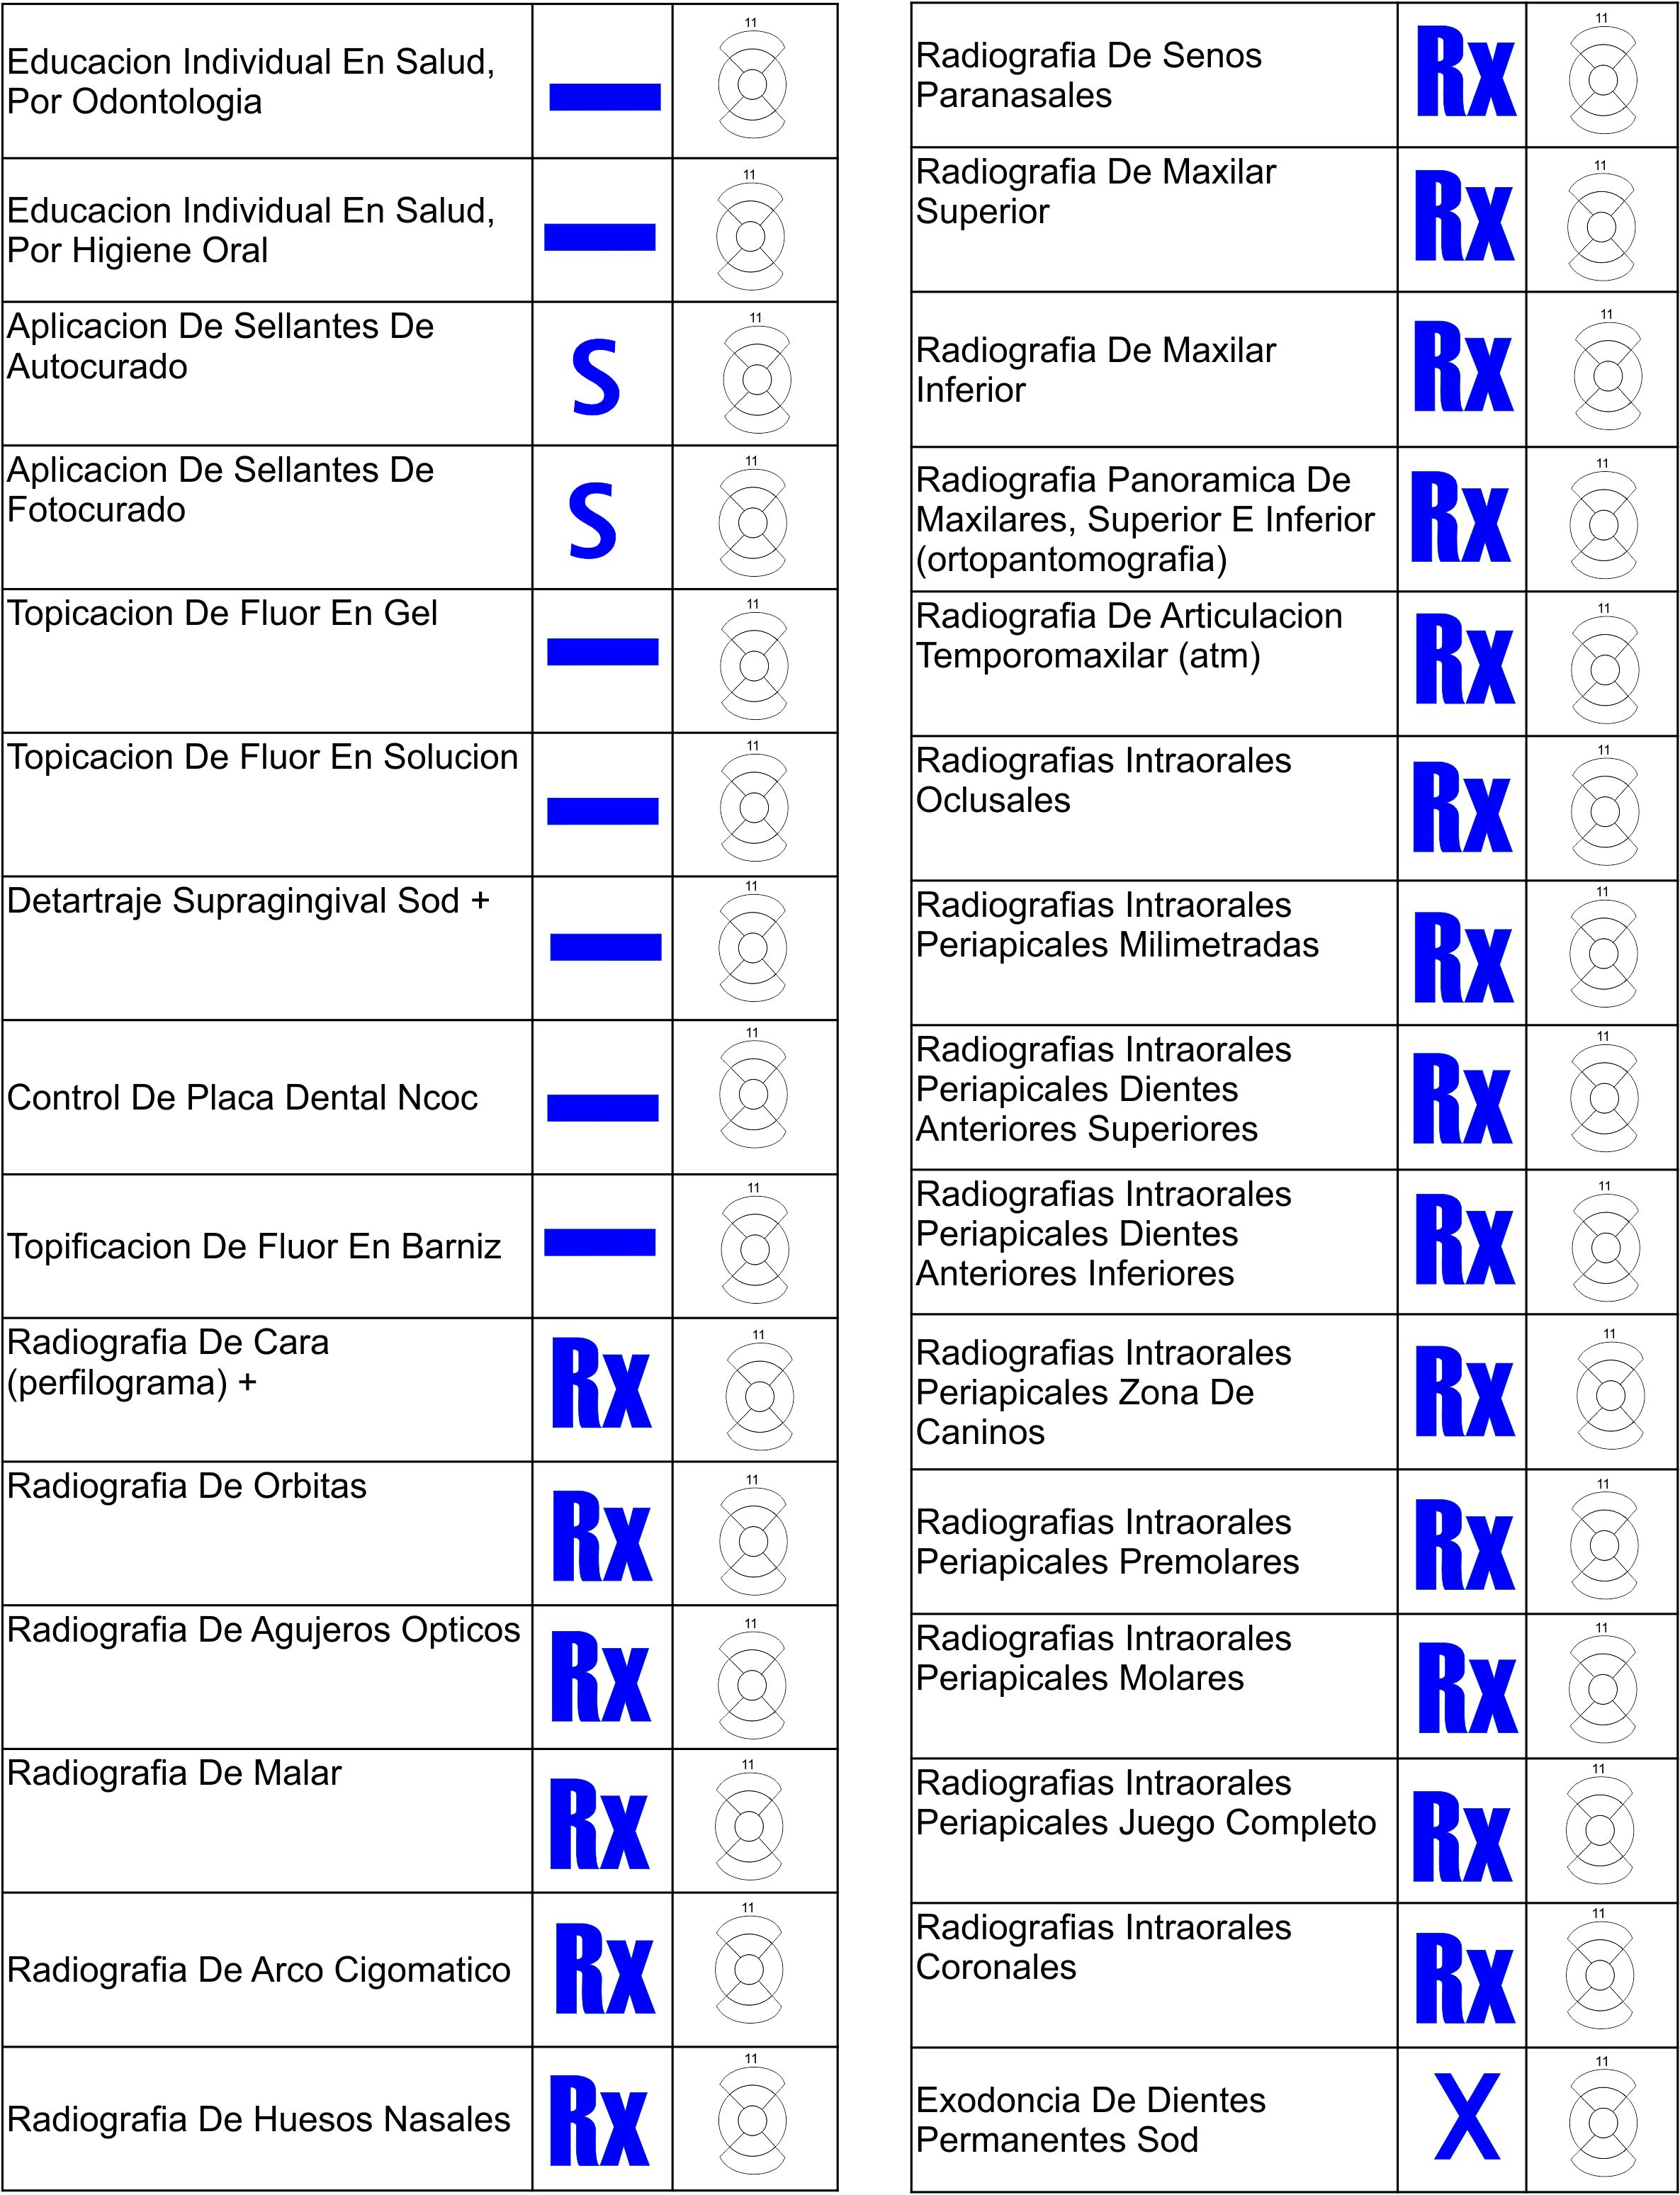 Educacion Individual En Salud,
Por Odontologia
11
Educacion Individual En Salud,
Por Higiene Oral
11
Aplicacion De Sellantes De
Autocurado
S
11
Aplicacion De Sellantes De
Fotocurado
S
11
Topicacion De Fluor En Gel
11
Topicacion De Fluor En Solucion
11
Detartraje Supragingival Sod +
11
Control De Placa Dental Ncoc
11
Topificacion De Fluor En Barniz
11
Radiografia De Cara
(perfilograma) +
Rx
11
Radiografia De Orbitas
Rx
11
Radiografia De Agujeros Opticos
Rx
11
Radiografia De Malar
Rx
11
Radiografia De Arco Cigomatico
Rx
11
Radiografia De Huesos Nasales
Rx
11
Radiografia De Senos
Paranasales
Rx
11
Radiografia De Maxilar
Superior
Rx
11
Radiografia De Maxilar
Inferior
Rx
11
Radiografia Panoramica De
Maxilares, Superior E Inferior
(ortopantomografia)
Rx
11
Radiografia De Articulacion
Temporomaxilar (atm)
Rx
11
Radiografias Intraorales
Oclusales
Rx
11
Radiografias Intraorales
Periapicales Milimetradas
Rx
11
Radiografias Intraorales
Periapicales Dientes
Anteriores Superiores
Rx
11
Radiografias Intraorales
Periapicales Dientes
Anteriores Inferiores
Rx
11
Radiografias Intraorales
Periapicales Zona De
Caninos
Rx
11
Radiografias Intraorales
Periapicales Premolares
Rx
11
Radiografias Intraorales
Periapicales Molares
Rx
11
Radiografias Intraorales
Periapicales Juego Completo
Rx
11
Radiografias Intraorales
Coronales
Rx
11
Exodoncia De Dientes
Permanentes Sod
X
11